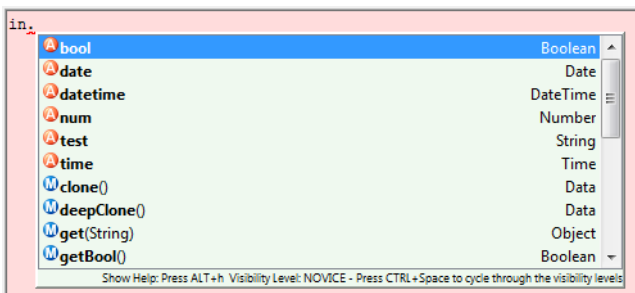 in.
A bool Boolean
A date Date
A datetime DateTime
A num Number
A test String
A time Time
M clone() Data
M deepClone() Data
M get(String) Object
M getBool() Boolean
Show Help: Press ALT+h Visibility Level: NOVICE - Press CTRL+Space to cycle through the visibility levels